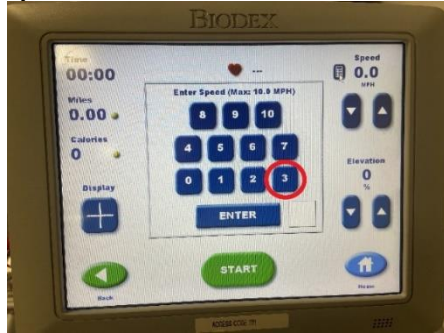 BIODEX
Time
00:00
Miles
0.00
Calories
0
Display
---
Enter Speed (Max: 10.0 MPH)
8 9 10
4 5 6 7
0 1 2 3
ENTER
START
Speed
0.0
MPH
Elevation
0
%
Back
Home